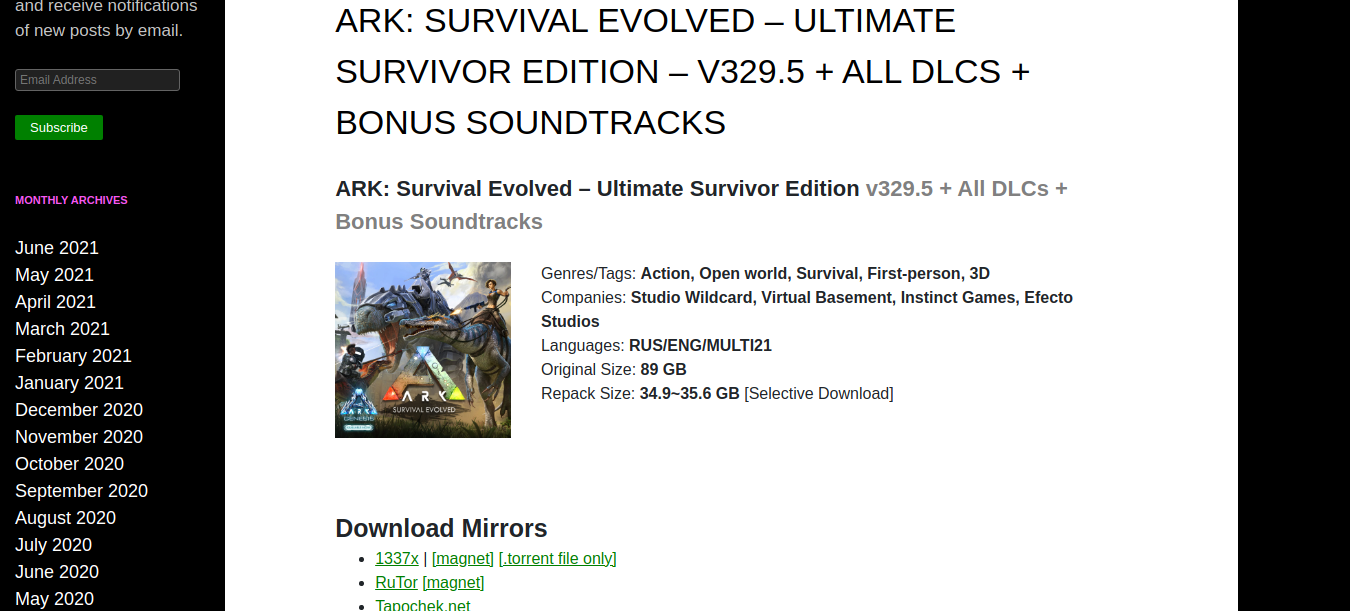 and receive notifications
of new posts by email.
Email Address
Subscribe
MONTHLY ARCHIVES
June 2021
May 2021
April 2021
March 2021
February 2021
January 2021
December 2020
November 2020
October 2020
September 2020
August 2020
July 2020
June 2020
May 2020
ARK: SURVIVAL EVOLVED – ULTIMATE
SURVIVOR EDITION – V329.5 + ALL DLCS +
BONUS SOUNDTRACKS
ARK: Survival Evolved – Ultimate Survivor Edition v329.5 + All DLCs +
Bonus Soundtracks
ARK
SURVIVAL EVOLVED
ARK
GENESIS
Genres/Tags: Action, Open world, Survival, First-person, 3D
Companies: Studio Wildcard, Virtual Basement, Instinct Games, Efecto
Studios
Languages: RUS/ENG/MULTI21
Original Size: 89 GB
Repack Size: 34.9~35.6 GB [Selective Download]
Download Mirrors
1337x | [magnet] [.torrent file only]
RuTor [magnet]
Tapochek.net